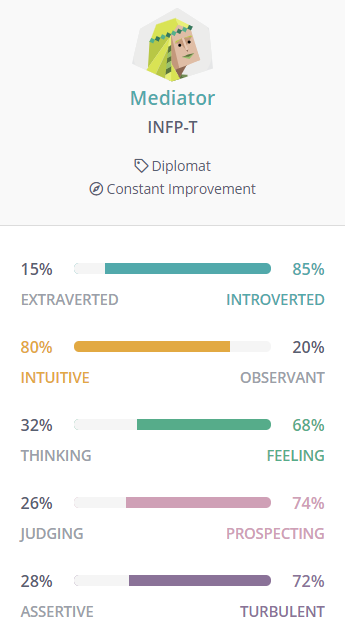 Mediator
INFP-T
Diplomat
Constant Improvement
15% 85%
EXTRAVERTED INTROVERTED
80% 20%
INTUITIVE OBSERVANT
32% 68%
THINKING FEELING
26% 74%
JUDGING PROSPECTING
28% 72%
ASSERTIVE TURBULENT